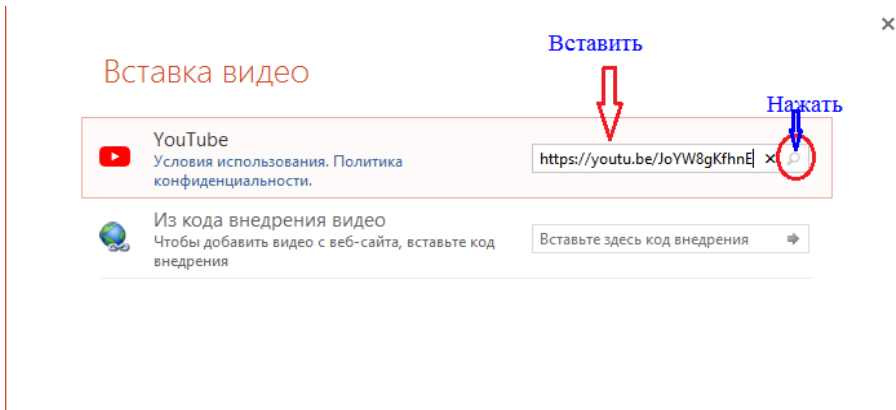 Вставить
Вставка видео
Нажать
YouTube
Условия использования. Политика
конфиденциальности.
https://youtu.be/JoYW8gKfhnE
Из кода внедрения видео
Чтобы добавить видео с веб-сайта, вставьте код
внедрения
Вставьте здесь код внедрения